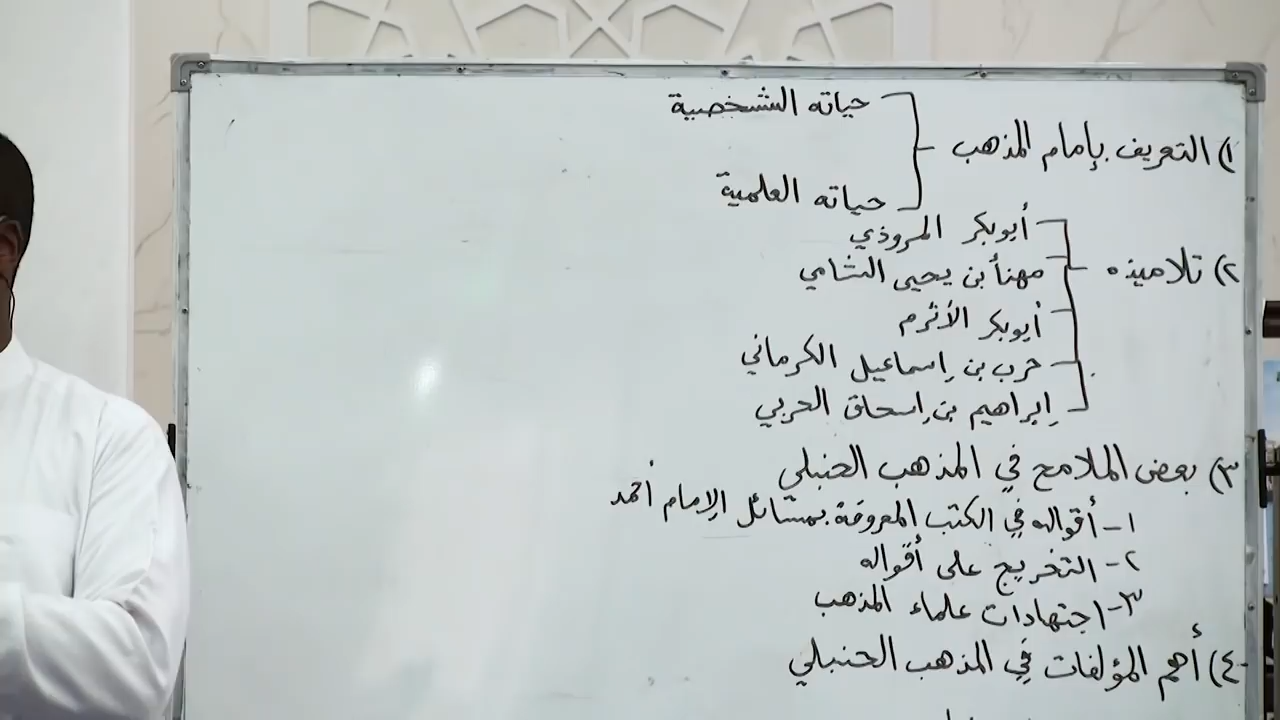 ١) التعريف بإمام المذهب
حياته الشخصية
حياته العلمية
٢) تلاميذه
أبوبكر المروذي
مهنأ بن يحيى الشامي
أبوبكر الأثرم
حرب بن إسماعيل الكرماني
إبراهيم بن إسحاق الحربي
٣) بعض الملامح في المذهب الحنبلي
١- أقواله في الكتب المعروفة بمسائل الإمام أحمد
٢- التخريج على أقواله
٣- اجتهادات علماء المذهب
٤) أهم المؤلفات في المذهب الحنبلي